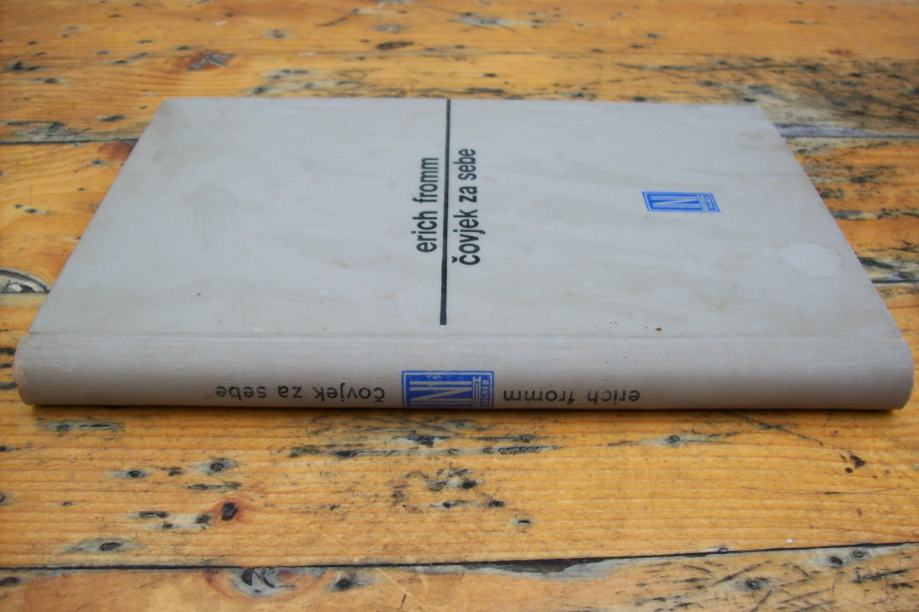 erich fromm
čovjek za sebe
N
erich fromm
N
čovjek za sebe